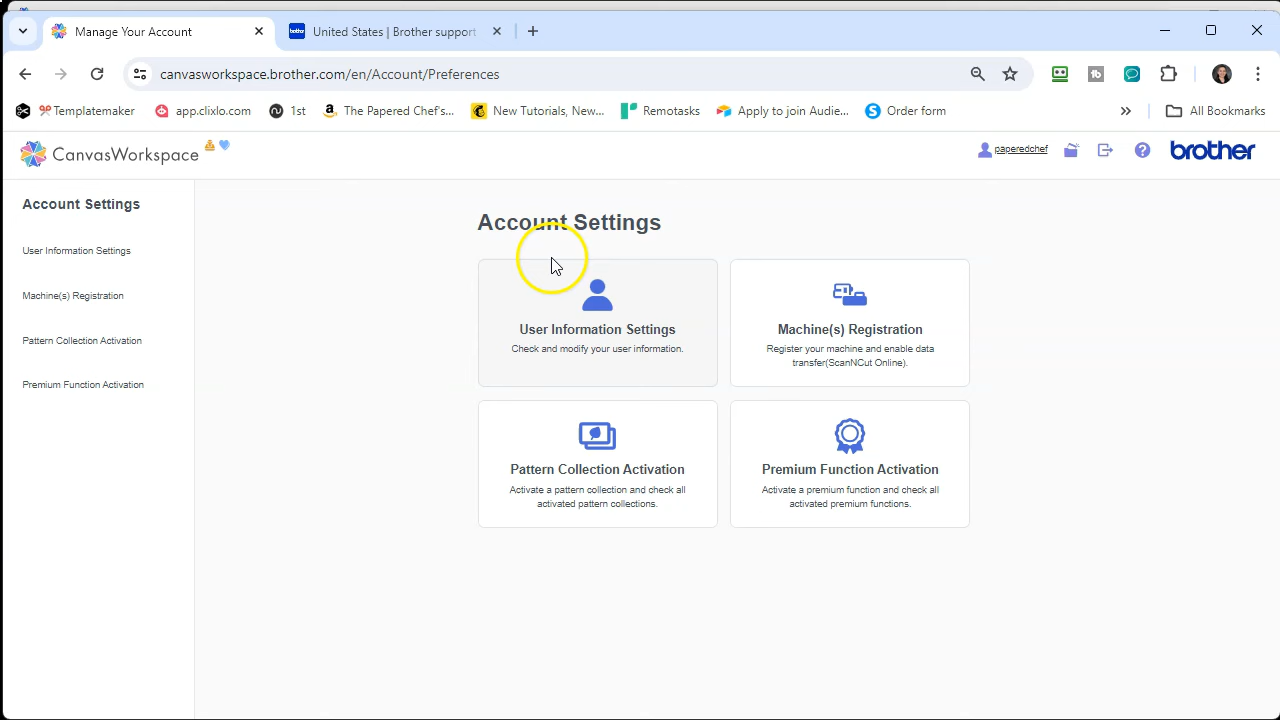 Manage Your Account
United States | Brother support
canvasworkspace.brother.com/en/Account/Preferences
Templatemaker
app.clixlo.com
1st
The Papered Chef's...
New Tutorials, New...
Remotasks
Apply to join Audie...
Order form
»
All Bookmarks
CanvasWorkspace
paperedchef
brother
Account Settings
User Information Settings
Machine(s) Registration
Pattern Collection Activation
Premium Function Activation
Account Settings
User Information Settings
Check and modify your user information.
Machine(s) Registration
Register your machine and enable data
transfer(ScanNCut Online).
Pattern Collection Activation
Activate a pattern collection and check all
activated pattern collections.
Premium Function Activation
Activate a premium function and check all
activated premium functions.